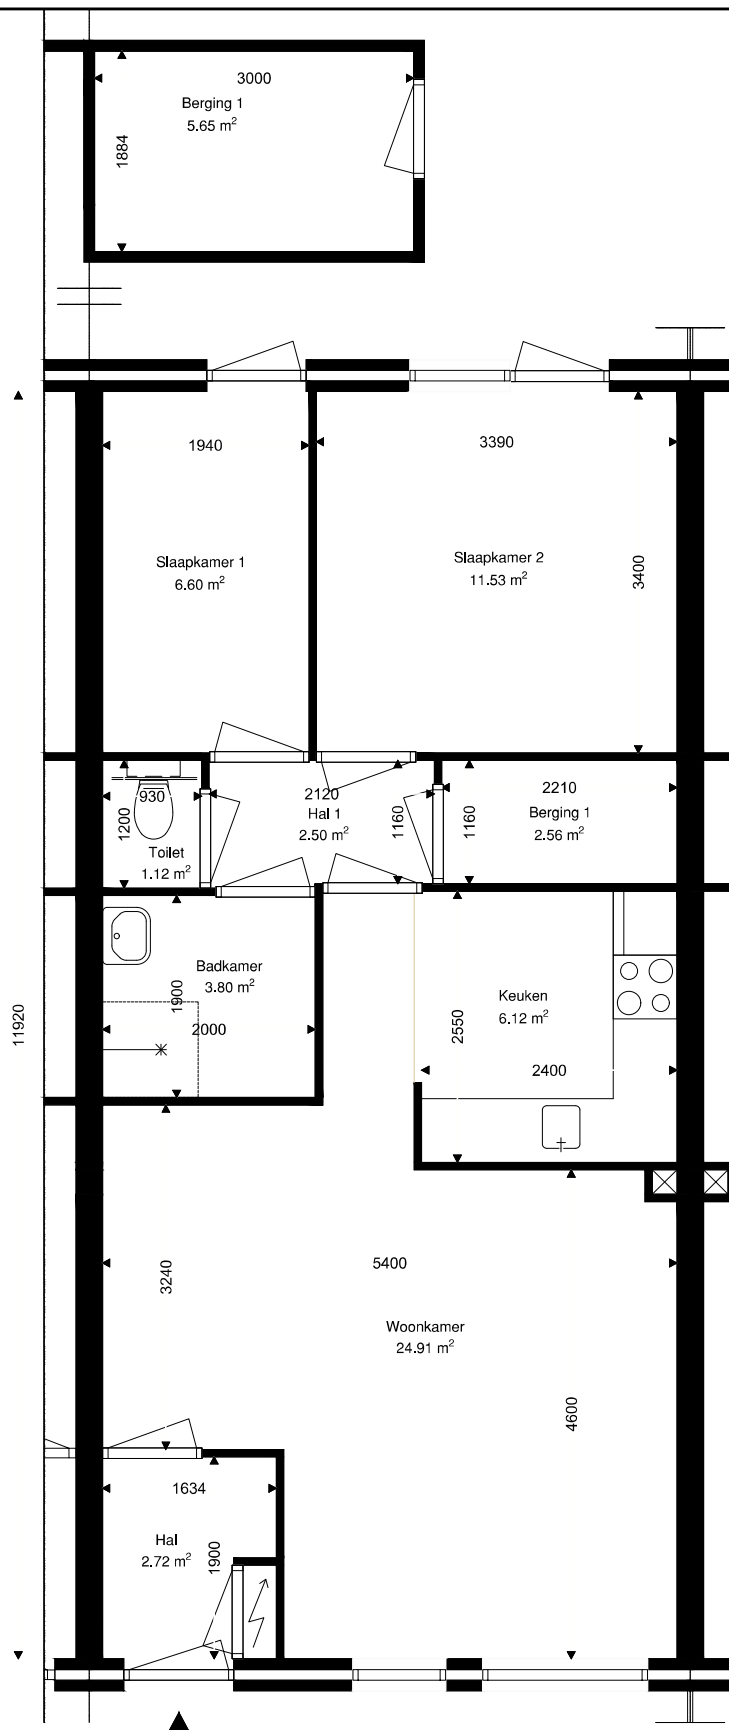 3000
Berging 1
5.65 m²
1884
1940
3390
Slaapkamer 1
6.60 m²
Slaapkamer 2
11.53 m²
3400
930
1200
Toilet
1.12 m²
2120
Hal 1
2.50 m²
1160
1160
2210
Berging 1
2.56 m²
Badkamer
3.80 m²
1900
2000
Keuken
6.12 m²
2550
2400
11920
3240
5400
Woonkamer
24.91 m²
4600
1634
Hal
2.72 m²
1900